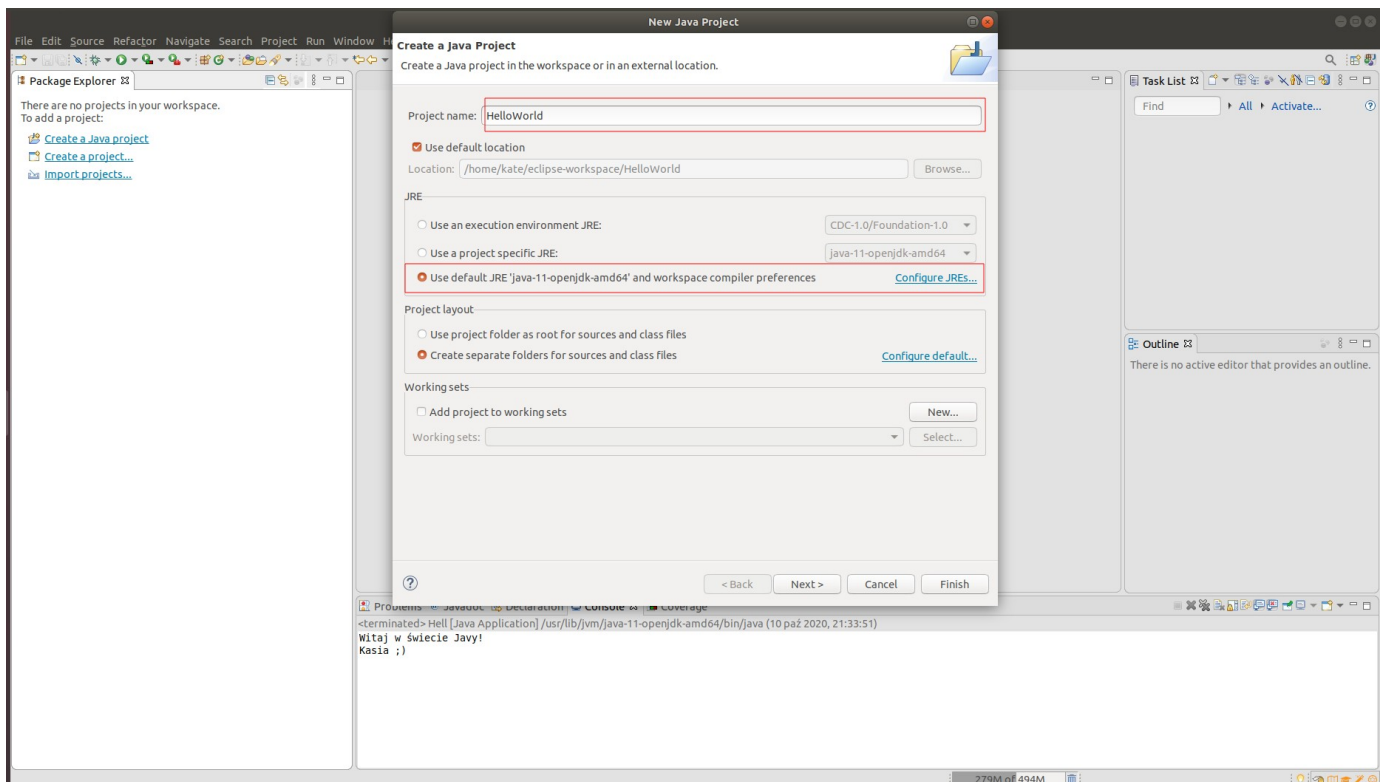 New Java Project
File Edit Source Refactor Navigate Search Project Run Window
Create a Java Project
Create a Java project in the workspace or in an external location.
Package Explorer
There are no projects in your workspace.
To add a project:
Create a Java project
Create a project...
Import projects...
Project name: HelloWorld
Use default location
Location: /home/kate/eclipse-workspace/HelloWorld Browse...
JRE
Use an execution environment JRE: CDC-1.0/Foundation-1.0
Use a project specific JRE: java-11-openjdk-amd64
Use default JRE 'java-11-openjdk-amd64' and workspace compiler preferences Configure JREs...
Project layout
Use project folder as root for sources and class files
Create separate folders for sources and class files Configure default...
Working sets
Add project to working sets New...
Working sets: Select...
< Back Next > Cancel Finish
Task List
Find All Activate...
Outline
There is no active editor that provides an outline.
Problems Javadoc Declaration Console Coverage
<terminated> Hell [Java Application] /usr/lib/jvm/java-11-openjdk-amd64/bin/java (10 paź 2020, 21:33:51)
Witaj w świecie Javy!
Kasia ;)
279M of 494M